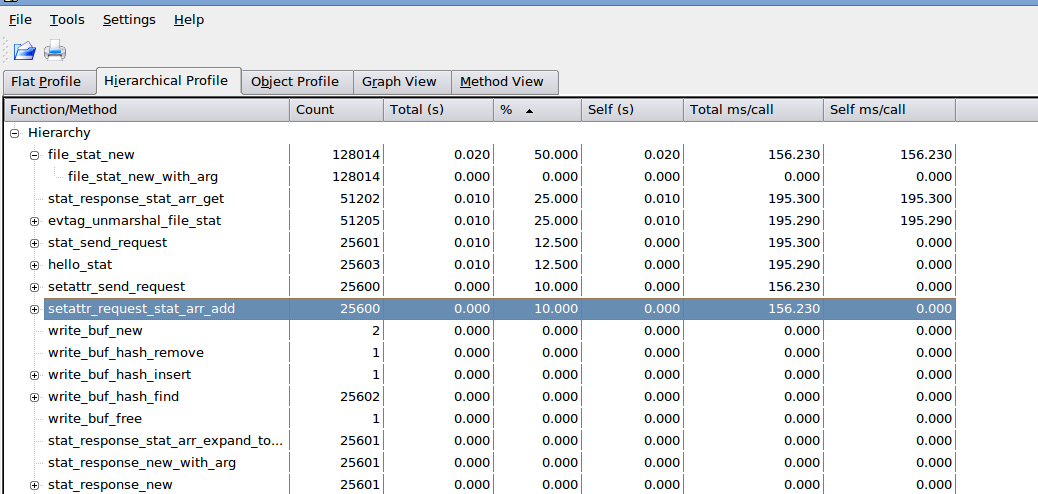 File Tools Settings Help
Flat Profile Hierarchical Profile Object Profile Graph View Method View
Function/Method Count Total (s) % Self (s) Total ms/call Self ms/call
Hierarchy
file_stat_new 128014 0.020 50.000 0.020 156.230 156.230
file_stat_new_with_arg 128014 0.000 0.000 0.000 0.000 0.000
stat_response_stat_arr_get 51202 0.010 25.000 0.010 195.300 195.300
evtag_unmarshal_file_stat 51205 0.010 25.000 0.010 195.290 195.290
stat_send_request 25601 0.010 12.500 0.000 195.300 0.000
hello_stat 25603 0.010 12.500 0.000 195.290 0.000
setattr_send_request 25600 0.000 10.000 0.000 156.230 0.000
setattr_request_stat_arr_add 25600 0.000 10.000 0.000 156.230 0.000
write_buf_new 2 0.000 0.000 0.000 0.000 0.000
write_buf_hash_remove 1 0.000 0.000 0.000 0.000 0.000
write_buf_hash_insert 1 0.000 0.000 0.000 0.000 0.000
write_buf_hash_find 25602 0.000 0.000 0.000 0.000 0.000
write_buf_free 1 0.000 0.000 0.000 0.000 0.000
stat_response_stat_arr_expand_to... 25601 0.000 0.000 0.000 0.000 0.000
stat_response_new_with_arg 25601 0.000 0.000 0.000 0.000 0.000
stat_response_new 25601 0.000 0.000 0.000 0.000 0.000